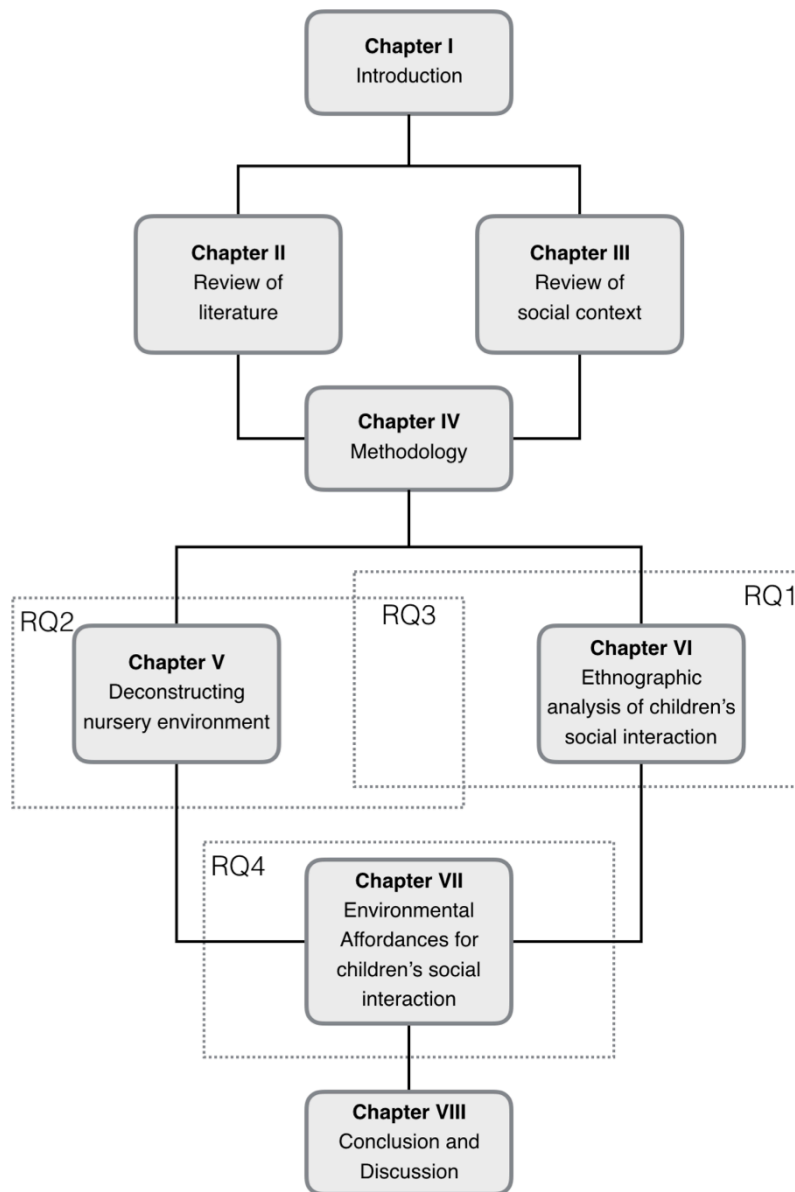 Chapter I
Introduction
Chapter II
Review of
literature
Chapter III
Review of
social context
Chapter IV
Methodology
RQ1
RQ2
RQ3
Chapter V
Deconstructing
nursery environment
Chapter VI
Ethnographic
analysis of children's
social interaction
RQ4
Chapter VII
Environmental
Affordances for
children's social
interaction
Chapter VIII
Conclusion and
Discussion